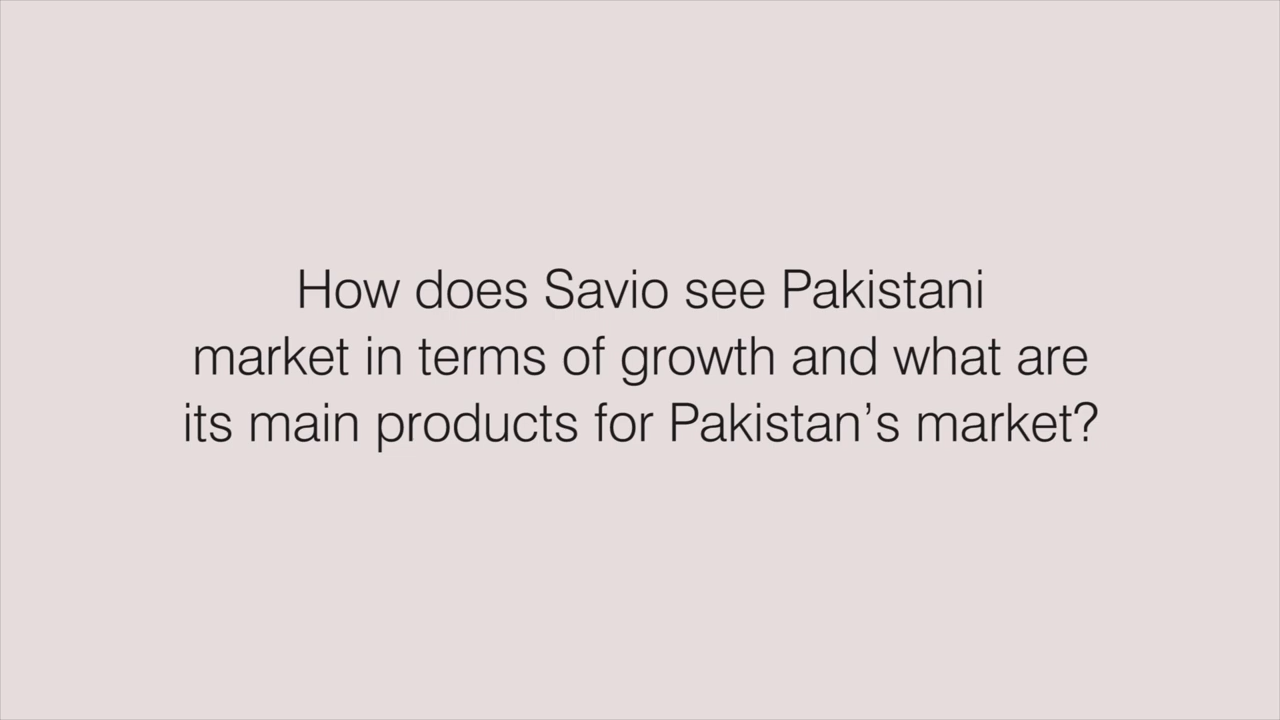 How does Savio see Pakistani
market in terms of growth and what are
its main products for Pakistan’s market?